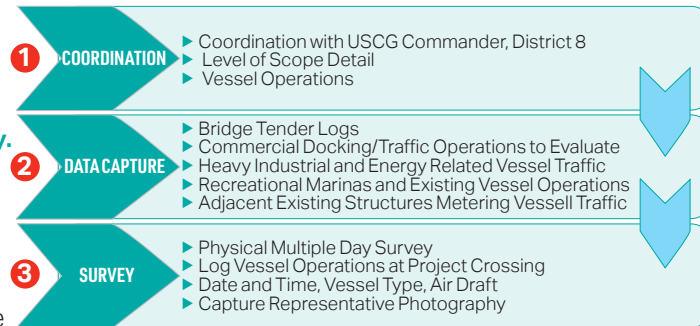 1 COORDINATION
▶ Coordination with USCG Commander, District 8
▶ Level of Scope Detail
▶ Vessel Operations
y.
2 DATA CAPTURE
▶ Bridge Tender Logs
▶ Commercial Docking/Traffic Operations to Evaluate
▶ Heavy Industrial and Energy Related Vessel Traffic
▶ Recreational Marinas and Existing Vessel Operations
▶ Adjacent Existing Structures Metering Vessell Traffic
3 SURVEY
▶ Physical Multiple Day Survey
▶ Log Vessel Operations at Project Crossing
▶ Date and Time, Vessel Type, Air Draft
▶ Capture Representative Photography
e